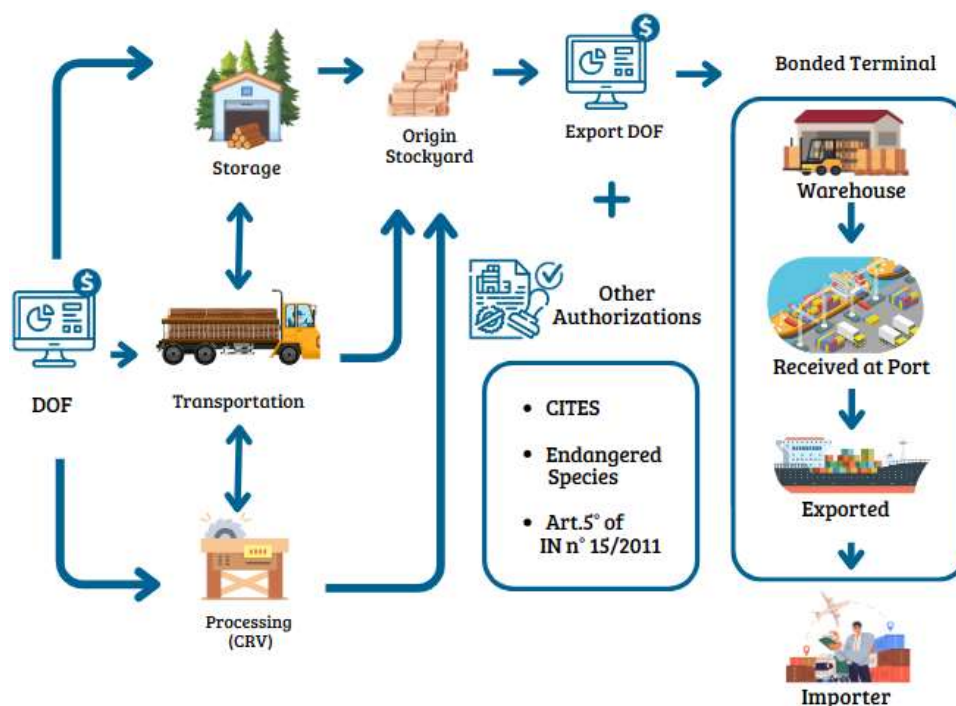 Bonded Terminal
Storage
Origin
Stockyard
$
Export DOF
Warehouse
Other
Authorizations
Received at Port
$
DOF
Transportation
• CITES
• Endangered
Species
• Art.5° of
IN n° 15/2011
Exported
Processing
(CRV)
Importer